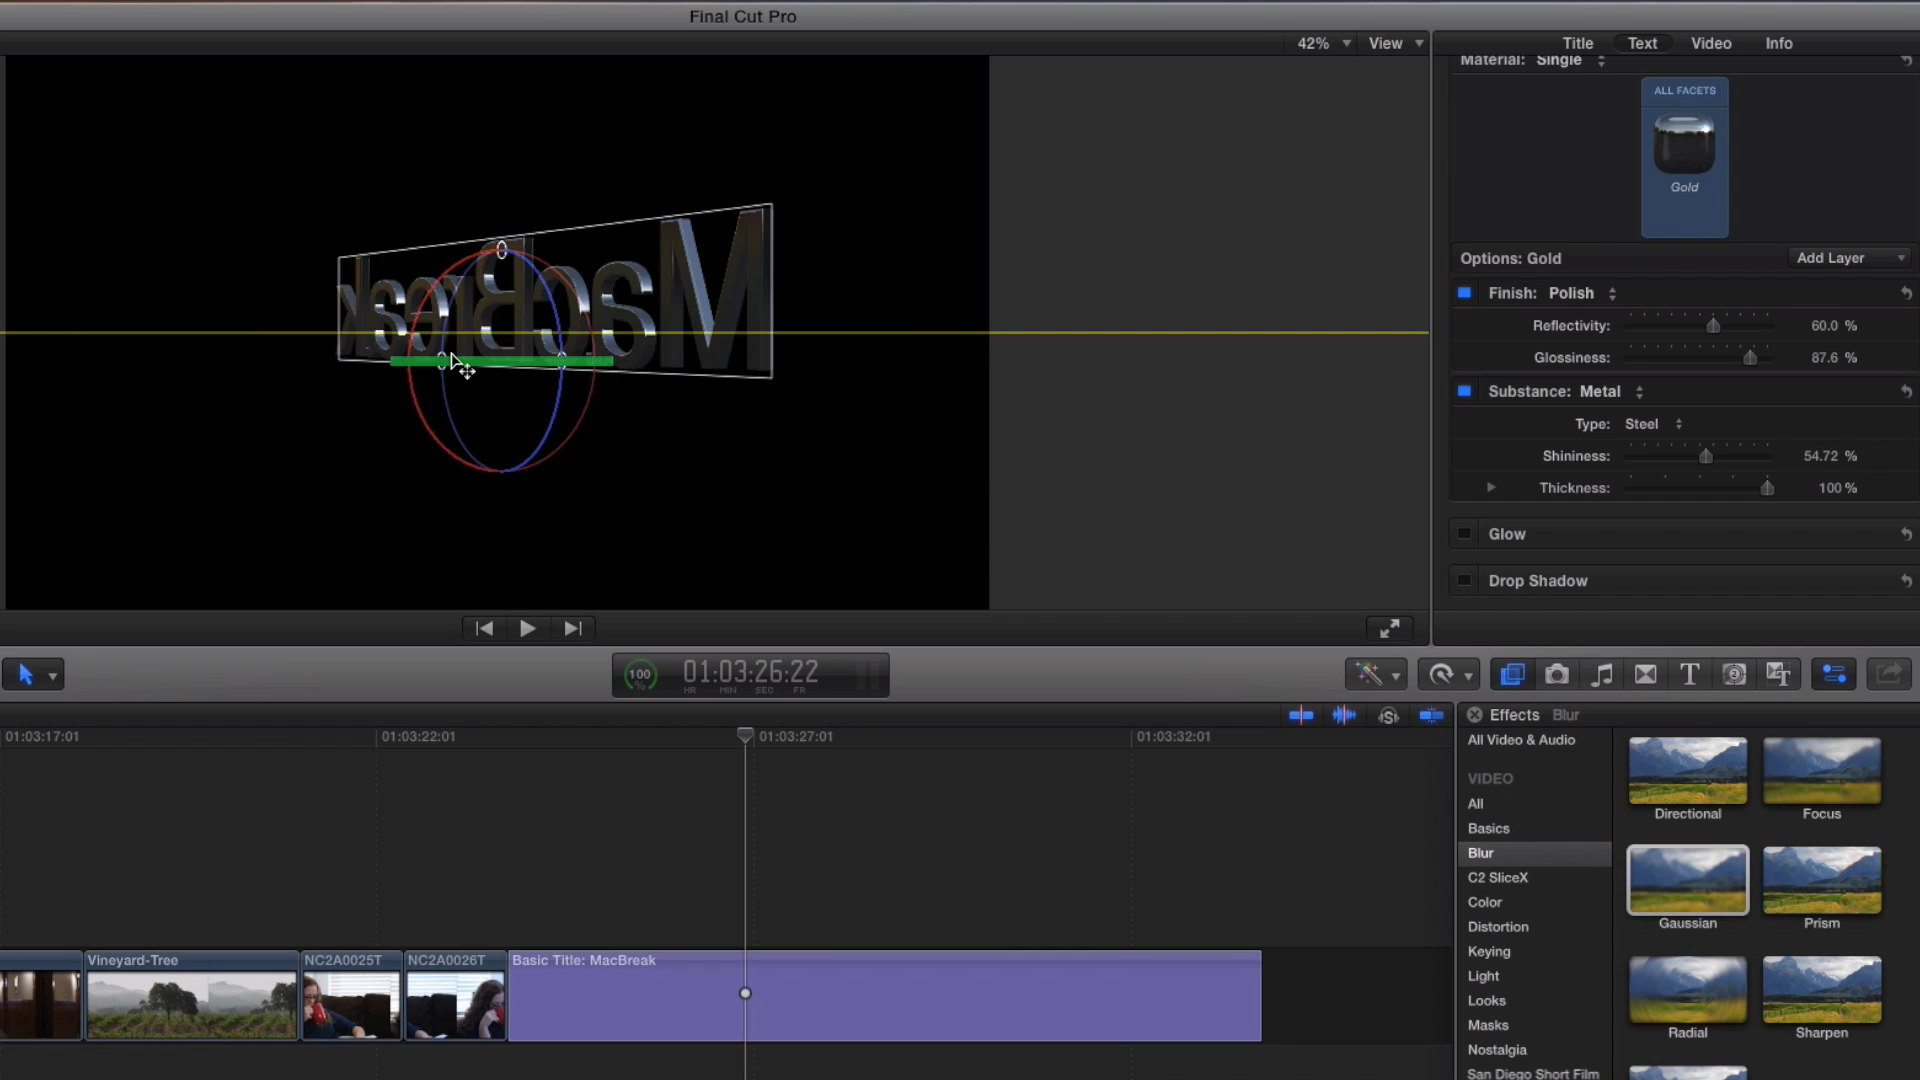 Final Cut Pro
42%
View
Title
Text
Video
Info
Material: Single
ALL FACETS
Gold
MacBreak
Options: Gold
Add Layer
Finish: Polish
Reflectivity: 60.0 %
Glossiness: 87.6 %
Substance: Metal
Type: Steel
Shininess: 54.72 %
Thickness: 100 %
Glow
Drop Shadow
100
%
01:03:26:22
HR MIN SEC FR
Effects Blur
01:03:17:01
01:03:22:01
01:03:27:01
01:03:32:01
All Video & Audio
VIDEO
All
Basics
Blur
C2 SliceX
Color
Distortion
Keying
Light
Looks
Masks
Nostalgia
San Diego Short Film
Directional
Focus
Gaussian
Prism
Radial
Sharpen
Vineyard-Tree
NC2A0025T
NC2A0026T
Basic Title: MacBreak